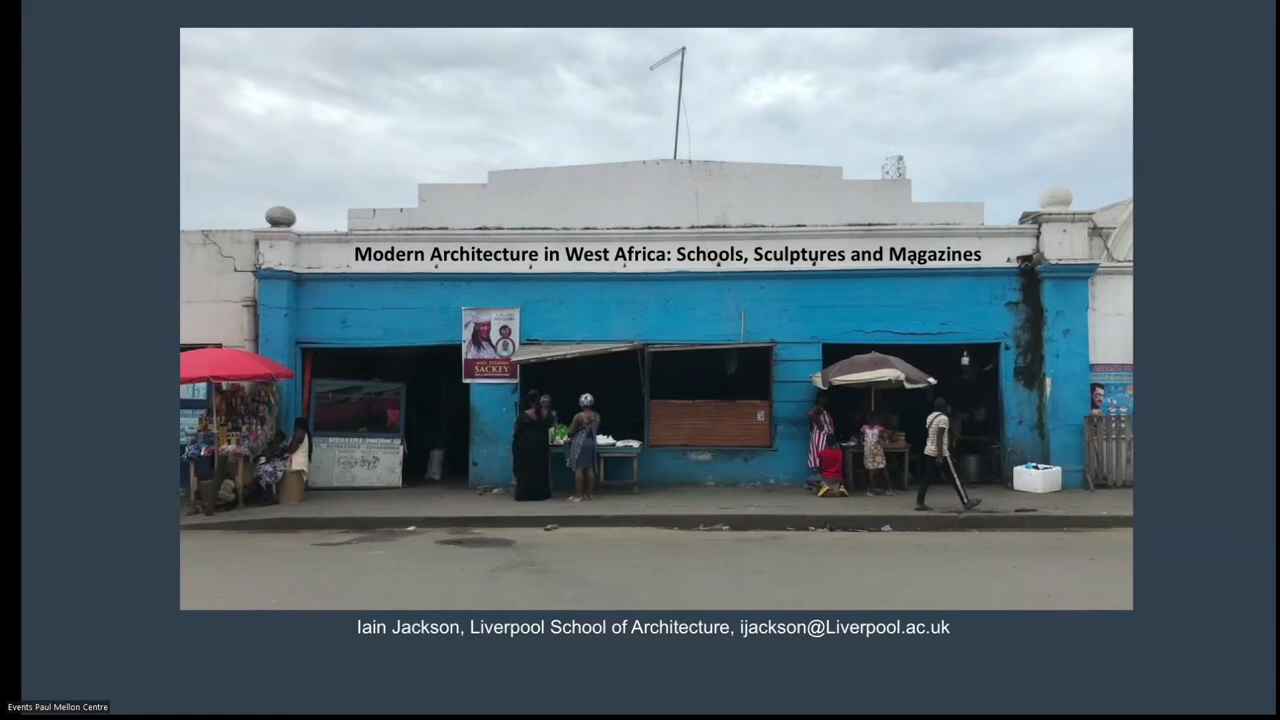 Modern Architecture in West Africa: Schools, Sculptures and Magazines
SACKEY
Iain Jackson, Liverpool School of Architecture, ijackson@Liverpool.ac.uk
Events Paul Mellon Centre